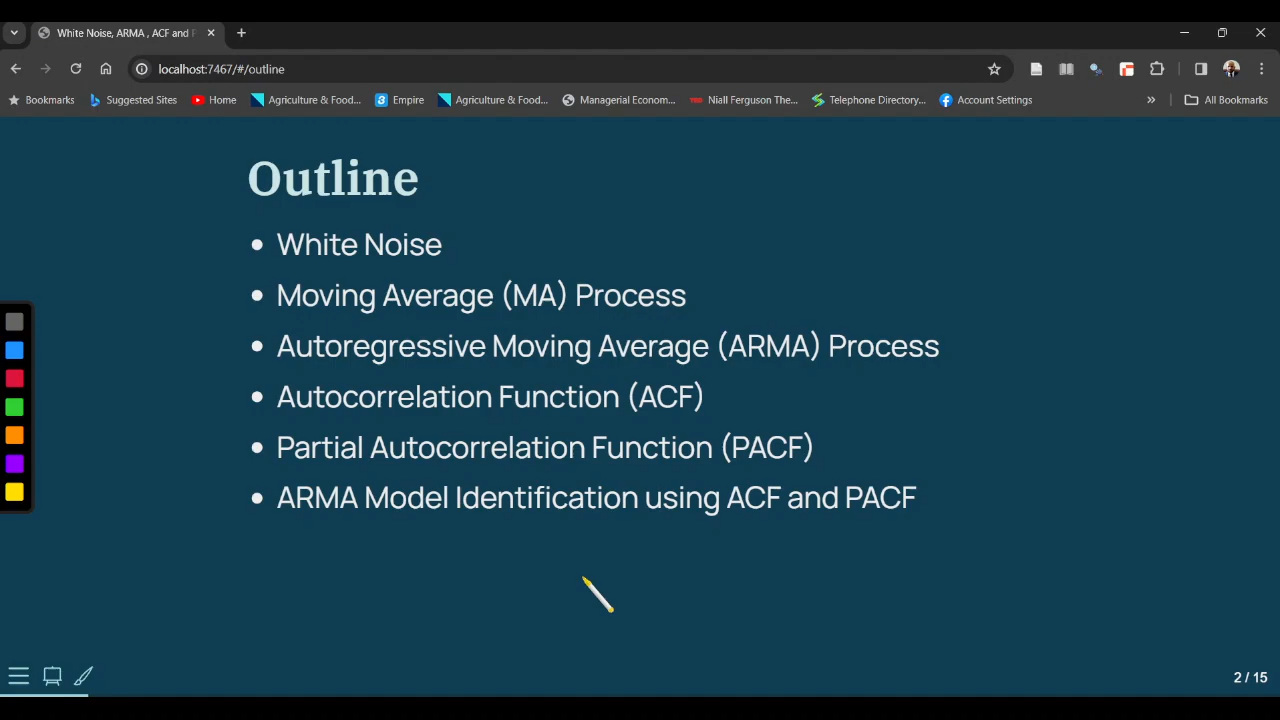 White Noise, ARMA , ACF and P
localhost:7467/#/outline
Bookmarks
Suggested Sites
Home
Agriculture & Food...
Empire
Agriculture & Food...
Managerial Econom...
Niall Ferguson The...
Telephone Directory...
Account Settings
All Bookmarks
Outline
• White Noise
• Moving Average (MA) Process
• Autoregressive Moving Average (ARMA) Process
• Autocorrelation Function (ACF)
• Partial Autocorrelation Function (PACF)
• ARMA Model Identification using ACF and PACF
2 / 15